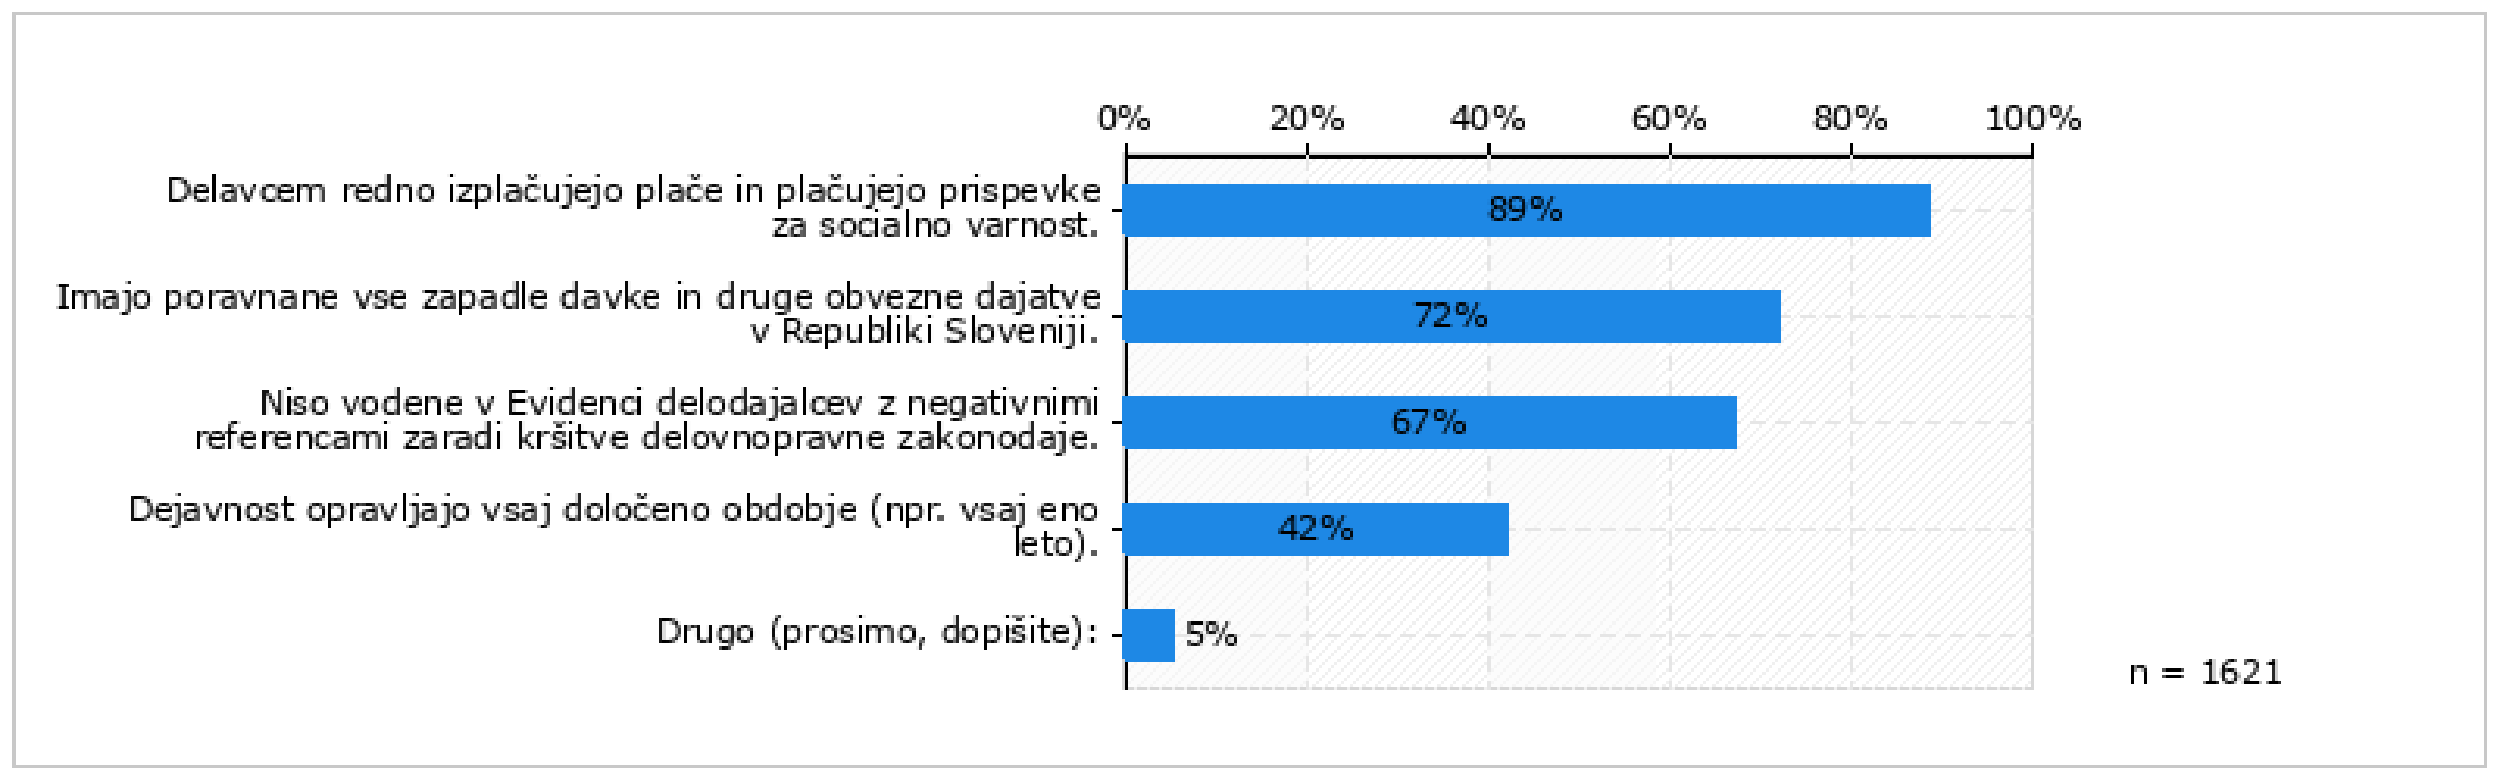 0% 20% 40% 60% 80% 100%
Delavcem redno izplačujejo plače in plačujejo prispevke
za socialno varnost.
89%
Imajo poravnane vse zapadle davke in druge obvezne dajatve
v Republiki Sloveniji.
72%
Niso vodene v Evidenci delodajalcev z negativnimi
referencami zaradi kršitve delovnopravne zakonodaje.
67%
Dejavnost opravljajo vsaj določeno obdobje (npr. vsaj eno
leto).
42%
Drugo (prosimo, dopišite):
5%
n = 1621